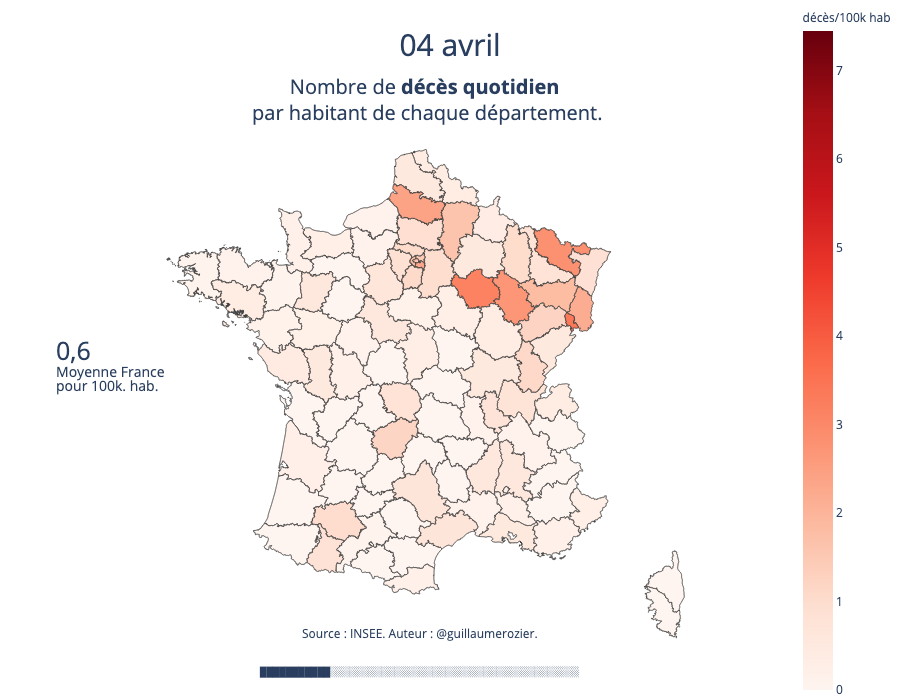 décès/100k hab
04 avril
Nombre de décès quotidien
par habitant de chaque département.
7
6
5
4
3
2
1
0
0,6
Moyenne France
pour 100k. hab.
Source : INSEE. Auteur : @guillaumerozier.